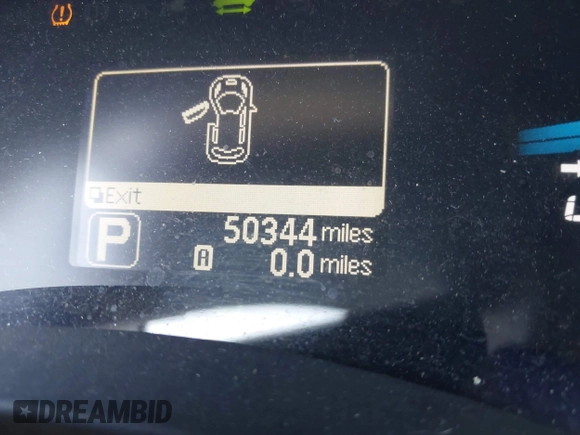 Exit
P
50344 miles
A 0.0 miles
DREAMBID